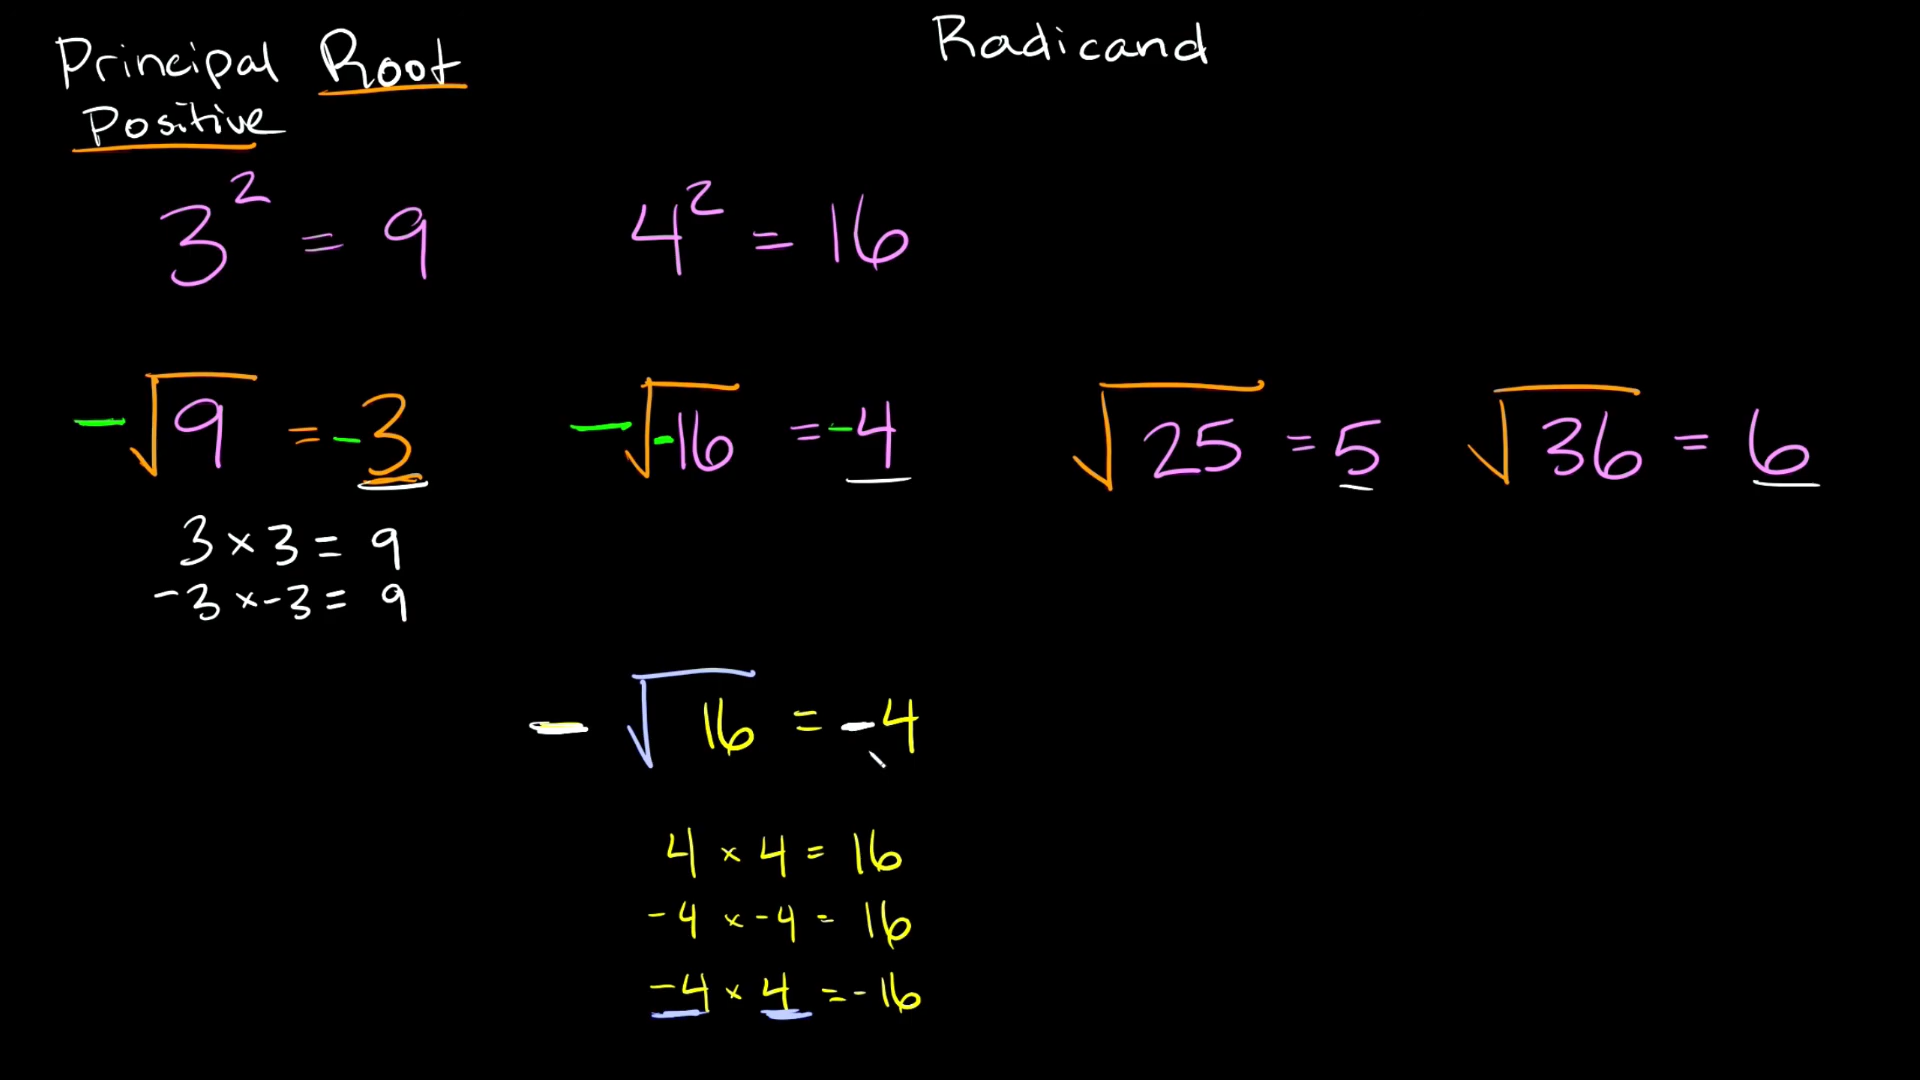 Principal Root
Radicand
Positive
3² = 9
4² = 16
-√9 = -3
-√-16 = -4
√25 = 5
√36 = 6
3 × 3 = 9
-3 × -3 = 9
-√16 = -4
4 × 4 = 16
-4 × -4 = 16
-4 × 4 = -16